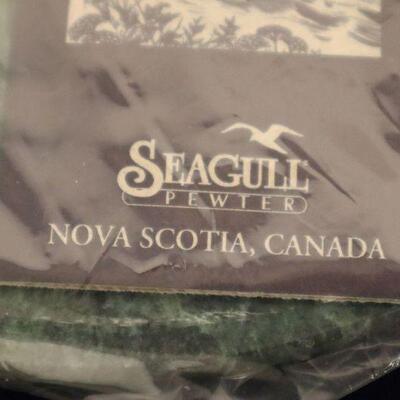 SEAGULL
PEWTER
NOVA SCOTIA, CANADA